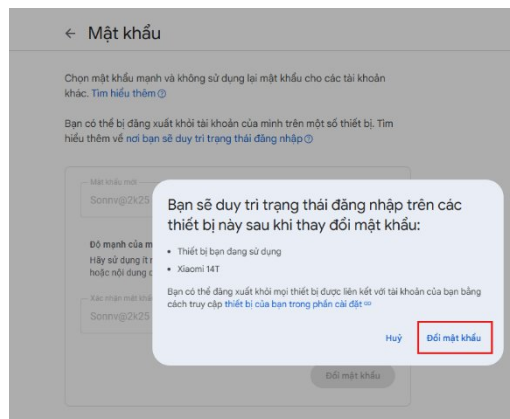 ← Mật khẩu
Chọn mật khẩu mạnh và không sử dụng lại mật khẩu cho các tài khoản
khác. Tìm hiểu thêm
Bạn có thể bị đăng xuất khỏi tài khoản của mình trên một số thiết bị. Tìm
hiểu thêm về nơi bạn sẽ duy trì trạng thái đăng nhập
Mật khẩu mới
Sonnv@2k25
Độ mạnh của m
Hãy sử dụng ít
hoặc nội dung
Xác nhận mật khẩu
Sonnv@2k25
Đổi mật khẩu
Bạn sẽ duy trì trạng thái đăng nhập trên các
thiết bị này sau khi thay đổi mật khẩu:
• Thiết bị bạn đang sử dụng
• Xiaomi 14T
Bạn có thể đăng xuất khỏi mọi thiết bị được liên kết với tài khoản của bạn bằng
cách truy cập thiết bị của bạn trong phần cài đặt
Huỷ Đổi mật khẩu